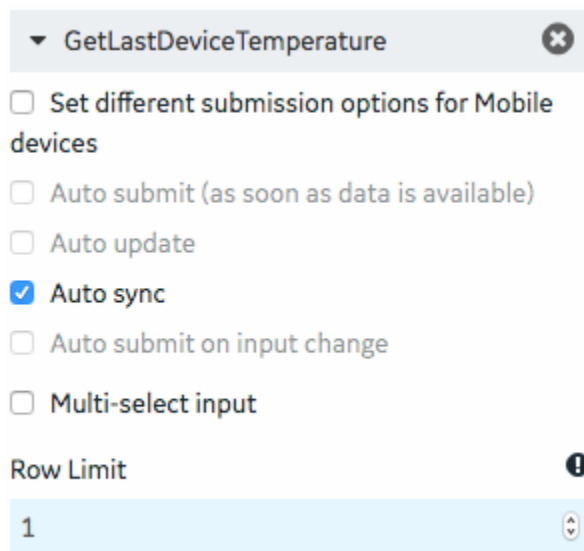 GetLastDeviceTemperature
Set different submission options for Mobile
devices
Auto submit (as soon as data is available)
Auto update
Auto sync
Auto submit on input change
Multi-select input
Row Limit
1